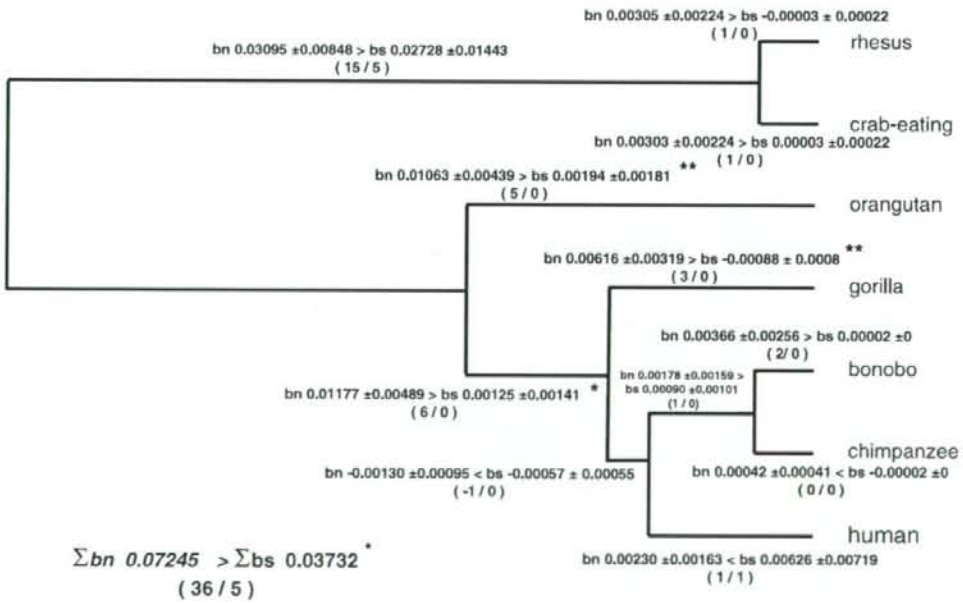 bn 0.00305 ±0.00224 > bs -0.00003 ± 0.00022
(1/0)
rhesus
bn 0.03095 ±0.00848 > bs 0.02728 ±0.01443
(15/5)
crab-eating
bn 0.00303 ±0.00224 > bs 0.00003 ±0.00022
(1/0)
bn 0.01063 ±0.00439 > bs 0.00194 ±0.00181 **
(5/0)
orangutan
bn 0.00616 ±0.00319 > bs -0.00088 ± 0.0008 **
(3/0)
gorilla
bn 0.00366 ±0.00256 > bs 0.00002 ±0
(2/0)
bonobo
bn 0.00178 ±0.00159 >
bs 0.00090 ±0.00101
(1/0)
bn 0.01177 ±0.00489 > bs 0.00125 ±0.00141 *
(6/0)
chimpanzee
bn 0.00042 ±0.00041 < bs -0.00002 ±0
(0/0)
bn -0.00130 ±0.00095 < bs -0.00057 ± 0.00055
(-1/0)
human
bn 0.00230 ±0.00163 < bs 0.00626 ±0.00719
(1/1)
Σbn 0.07245 > Σbs 0.03732 *
(36/5)